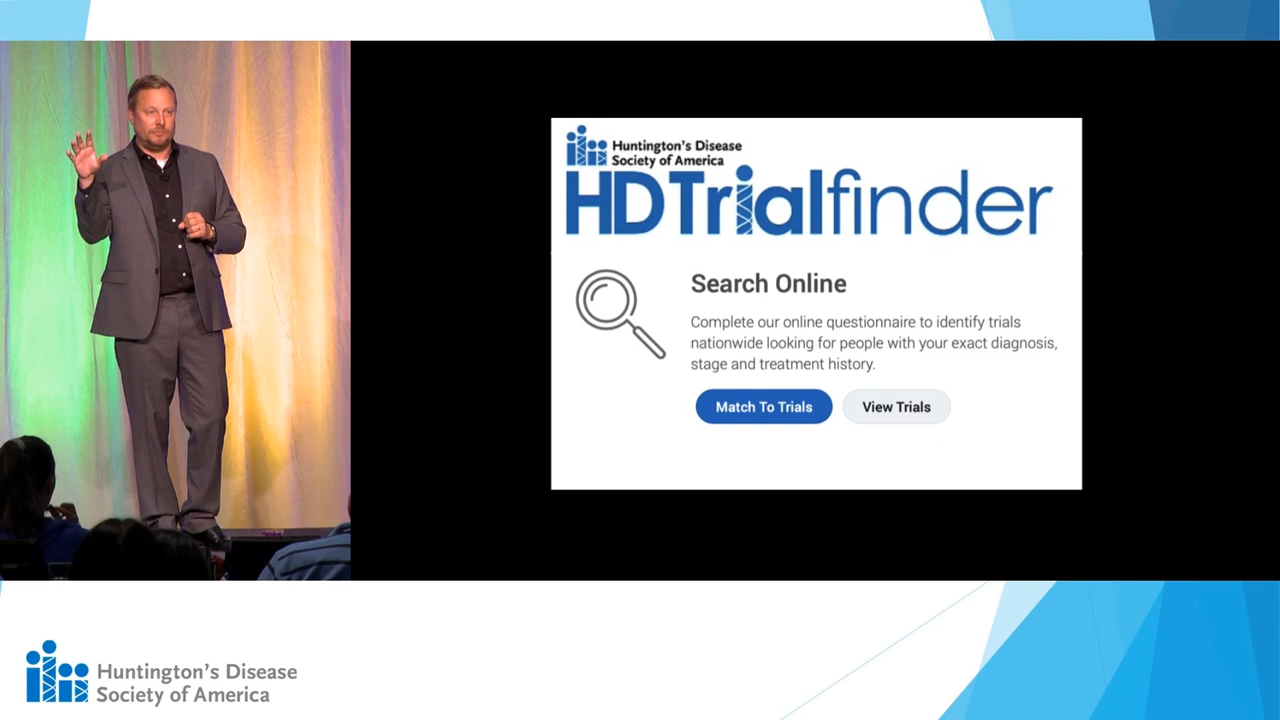 Huntington's Disease
Society of America
HDTrialfinder
Search Online
Complete our online questionnaire to identify trials
nationwide looking for people with your exact diagnosis,
stage and treatment history.
Match To Trials
View Trials
Huntington's Disease
Society of America